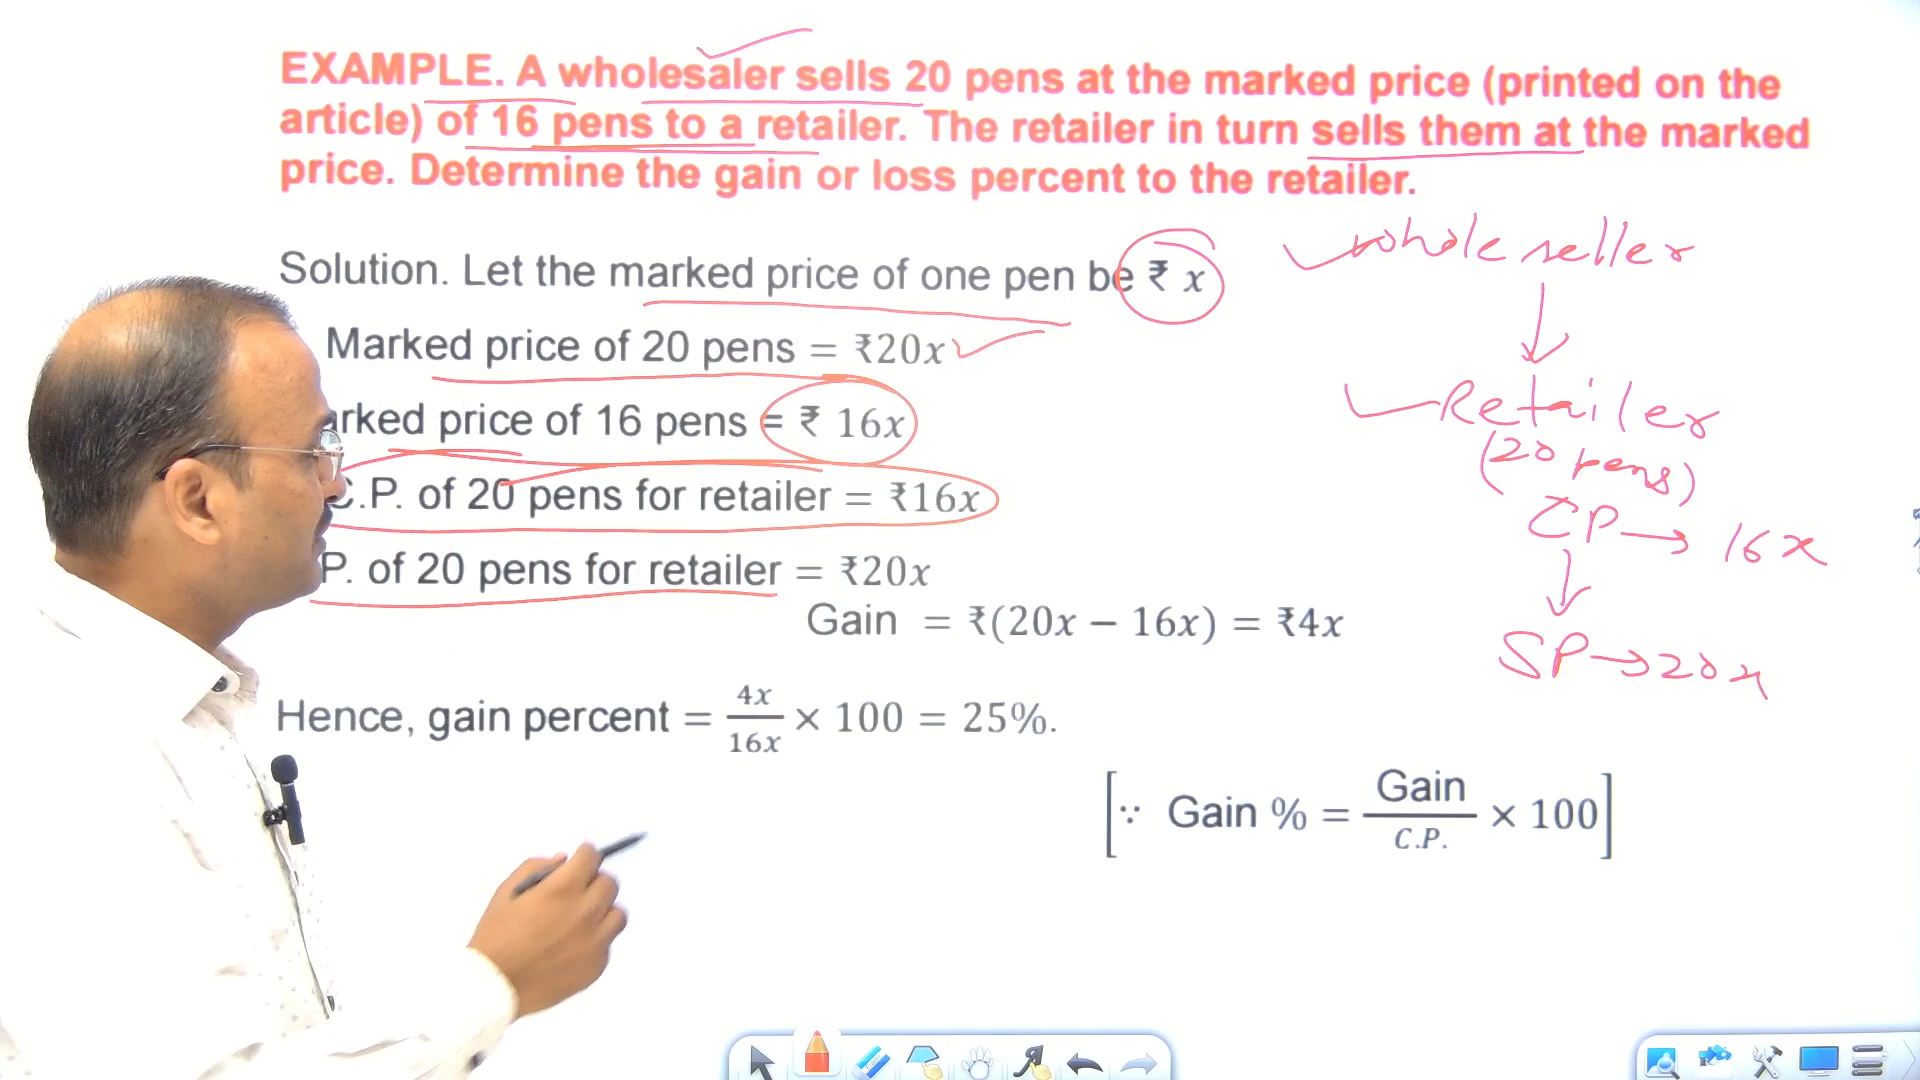 EXAMPLE. A wholesaler sells 20 pens at the marked price (printed on the
article) of 16 pens to a retailer. The retailer in turn sells them at the marked
price. Determine the gain or loss percent to the retailer.
Solution. Let the marked price of one pen be ₹ x
Marked price of 20 pens = ₹20x
arked price of 16 pens = ₹ 16x
C.P. of 20 pens for retailer = ₹16x
P. of 20 pens for retailer = ₹20x
Gain = ₹(20x − 16x) = ₹4x
Hence, gain percent = 4x/16x × 100 = 25%.
[∵ Gain % = Gain/C.P. × 100]
whole seller
Retailer
(20 pens)
CP → 16x
SP → 20x